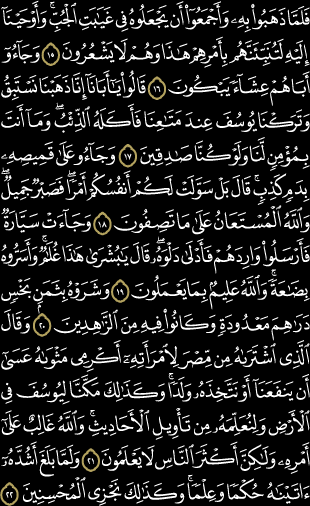 فَلَمَّا ذَهَبُوا۟ بِهِۦ وَأَجْمَعُوٓا۟ أَن يَجْعَلُوهُ فِى غَيَـٰبَتِ ٱلْجُبِّ ۚ وَأَوْحَيْنَآ
إِلَيْهِ لَتُنَبِّئَنَّهُم بِأَمْرِهِمْ هَـٰذَا وَهُمْ لَا يَشْعُرُونَ ١٥ وَجَآءُوٓ
أَبَاهُمْ عِشَآءً يَبْكُونَ ١٦ قَالُوا۟ يَـٰٓأَبَانَآ إِنَّا ذَهَبْنَا نَسْتَبِقُ
وَتَرَكْنَا يُوسُفَ عِندَ مَتَـٰعِنَا فَأَكَلَهُ ٱلذِّئْبُ ۖ وَمَآ أَنتَ
بِمُؤْمِنٍ لَّنَا وَلَوْ كُنَّا صَـٰدِقِينَ ١٧ وَجَآءُو عَلَىٰ قَمِيصِهِۦ
بِدَمٍ كَذِبٍ ۚ قَالَ بَلْ سَوَّلَتْ لَكُمْ أَنفُسُكُمْ أَمْرًا ۖ فَصَبْرٌ جَمِيلٌ ۖ
وَٱللَّهُ ٱلْمُسْتَعَانُ عَلَىٰ مَا تَصِفُونَ ١٨ وَجَآءَتْ سَيَّارَةٌ
فَأَرْسَلُوا۟ وَارِدَهُمْ فَأَدْلَىٰ دَلْوَهُۥ ۖ قَالَ يَـٰبُشْرَىٰ هَـٰذَا غُلَـٰمٌ ۚ وَأَسَرُّوهُ
بِضَـٰعَةً ۚ وَٱللَّهُ عَلِيمٌۢ بِمَا يَعْمَلُونَ ١٩ وَشَرَوْهُ بِثَمَنٍۭ بَخْسٍ
دَرَٰهِمَ مَعْدُودَةٍ وَكَانُوا۟ فِيهِ مِنَ ٱلزَّٰهِدِينَ ٢٠ وَقَالَ
ٱلَّذِى ٱشْتَرَىٰهُ مِن مِّصْرَ لِٱمْرَأَتِهِۦٓ أَكْرِمِى مَثْوَىٰهُ عَسَىٰٓ
أَن يَنفَعَنَآ أَوْ نَتَّخِذَهُۥ وَلَدًا ۚ وَكَذَٰلِكَ مَكَّنَّا لِيُوسُفَ فِى
ٱلْأَرْضِ وَلِنُعَلِّمَهُۥ مِن تَأْوِيلِ ٱلْأَحَادِيثِ ۚ وَٱللَّهُ غَالِبٌ عَلَىٰٓ
أَمْرِهِۦ وَلَـٰكِنَّ أَكْثَرَ ٱلنَّاسِ لَا يَعْلَمُونَ ٢١ وَلَمَّا بَلَغَ أَشُدَّهُۥٓ
ءَاتَيْنَـٰهُ حُكْمًا وَعِلْمًا ۚ وَكَذَٰلِكَ نَجْزِى ٱلْمُحْسِنِينَ ٢٢